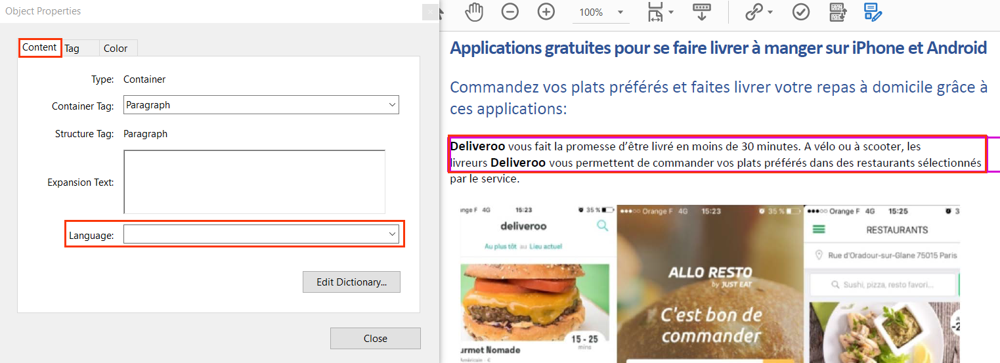 Object Properties
Content
Tag
Color
Type: Container
Container Tag: Paragraph
Structure Tag: Paragraph
Expansion Text:
Language:
Edit Dictionary...
Close
100%
Applications gratuites pour se faire livrer à manger sur iPhone et Android
Commandez vos plats préférés et faites livrer votre repas à domicile grâce à
ces applications:
Deliveroo vous fait la promesse d’être livré en moins de 30 minutes. A vélo ou à scooter, les
livreurs Deliveroo vous permettent de commander vos plats préférés dans des restaurants sélectionnés
par le service.
ange F 4G 15:23 35 %
deliveroo
Au plus tôt au Lieu actuel
15 - 25
mins
urmet Nomade
Américain - €
Orange F 4G 15:23 35 %
ALLO RESTO
by JUST EAT
C'est bon de
commander
Orange F 4G 15:25 3
RESTAURANTS
Rue d'Oradour-sur-Glane 75015 Paris
Sushi, pizza, resto favori...
-2